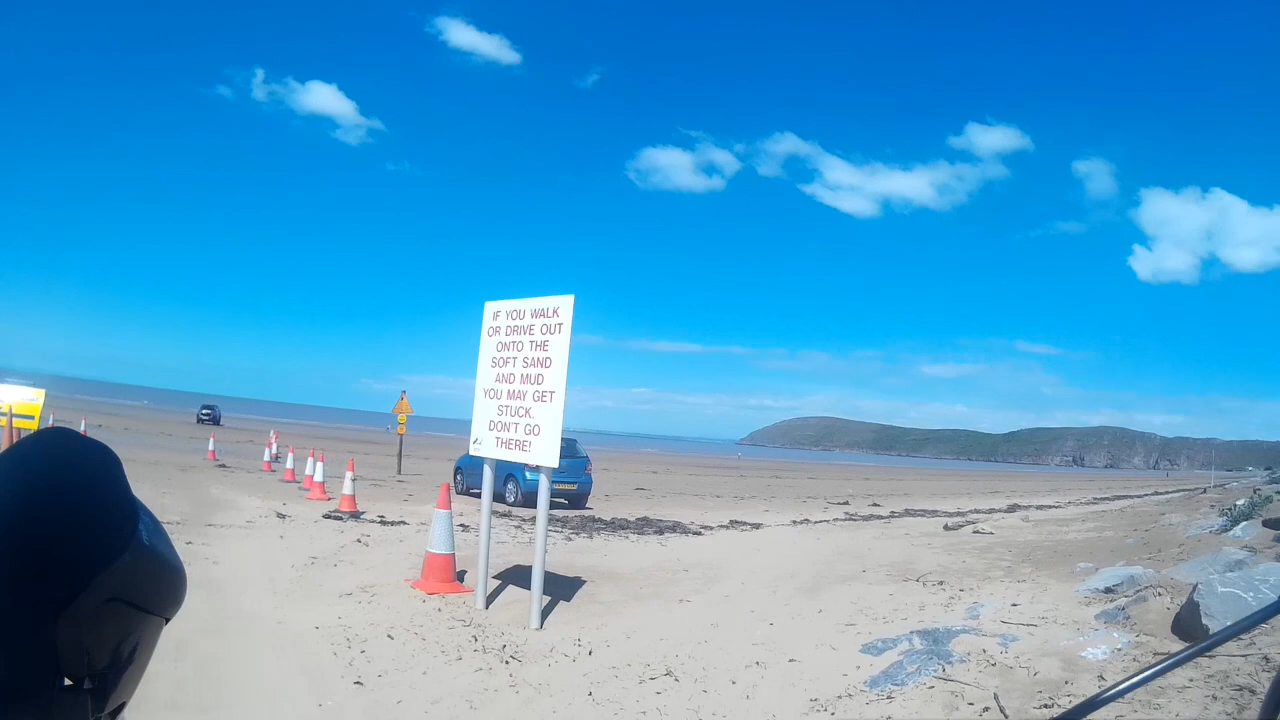 IF YOU WALK
OR DRIVE OUT
ONTO THE
SOFT SAND
AND MUD
YOU MAY GET
STUCK.
DON'T GO
THERE!